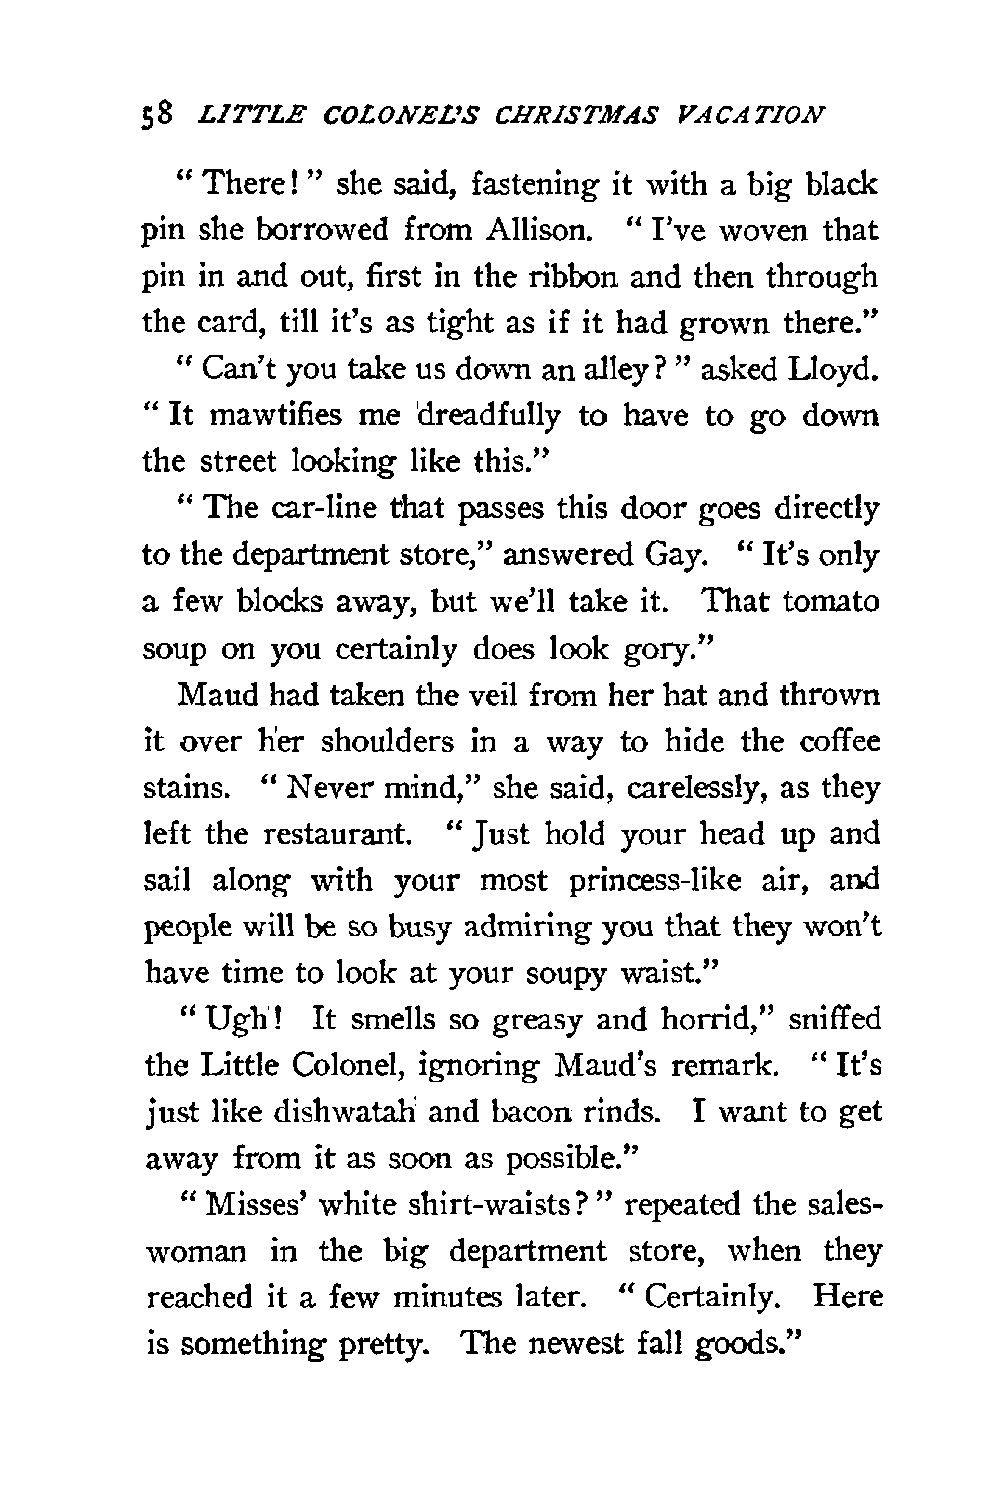 58 LITTLE COLONEL'S CHRISTMAS VACATION
" There! " she said, fastening it with a big black
pin she borrowed from Allison. " I've woven that
pin in and out, first in the ribbon and then through
the card, till it's as tight as if it had grown there."
" Can't you take us down an alley? " asked Lloyd.
" It mawtifies me dreadfully to have to go down
the street looking like this."
" The car-line that passes this door goes directly
to the department store," answered Gay. " It's only
a few blocks away, but we'll take it. That tomato
soup on you certainly does look gory."
Maud had taken the veil from her hat and thrown
it over her shoulders in a way to hide the coffee
stains. " Never mind," she said, carelessly, as they
left the restaurant. " Just hold your head up and
sail along with your most princess-like air, and
people will be so busy admiring you that they won't
have time to look at your soupy waist."
" Ugh! It smells so greasy and horrid," sniffed
the Little Colonel, ignoring Maud's remark. " It's
just like dishwatah and bacon rinds. I want to get
away from it as soon as possible."
" Misses' white shirt-waists? " repeated the sales-
woman in the big department store, when they
reached it a few minutes later. " Certainly. Here
is something pretty. The newest fall goods."